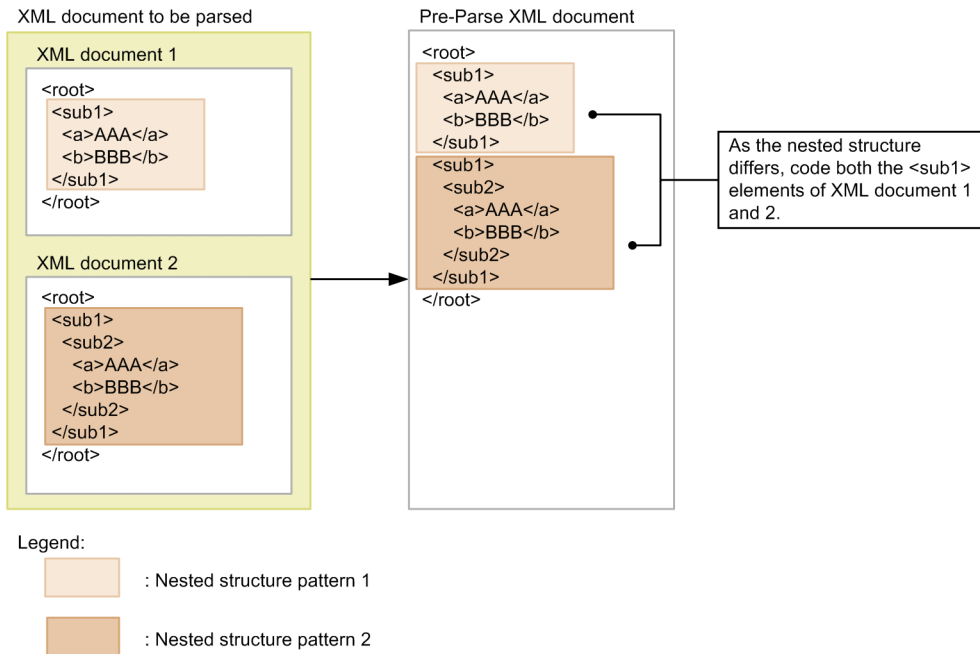 XML document to be parsed
XML document 1
<root>
<sub1>
<a>AAA</a>
<b>BBB</b>
</sub1>
</root>
XML document 2
<root>
<sub1>
<sub2>
<a>AAA</a>
<b>BBB</b>
</sub2>
</sub1>
</root>
Pre-Parse XML document
<root>
<sub1>
<a>AAA</a>
<b>BBB</b>
</sub1>
<sub1>
<sub2>
<a>AAA</a>
<b>BBB</b>
</sub2>
</sub1>
</root>
As the nested structure
differs, code both the <sub1>
elements of XML document 1
and 2.
Legend:
: Nested structure pattern 1
: Nested structure pattern 2